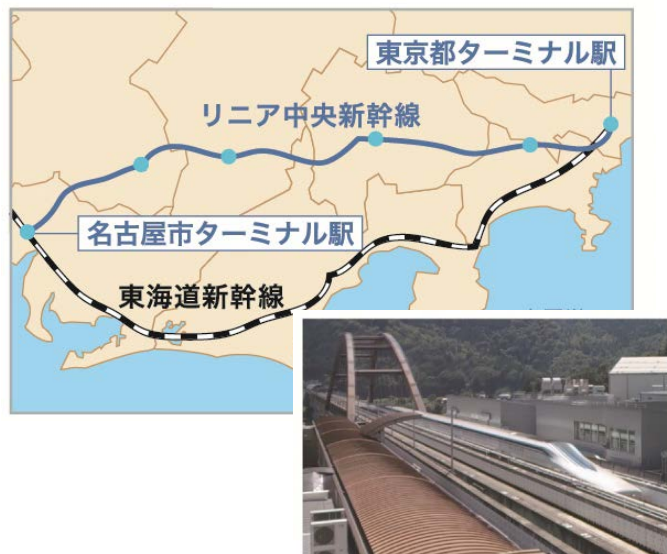 東京都ターミナル駅
リニア中央新幹線
名古屋市ターミナル駅
東海道新幹線